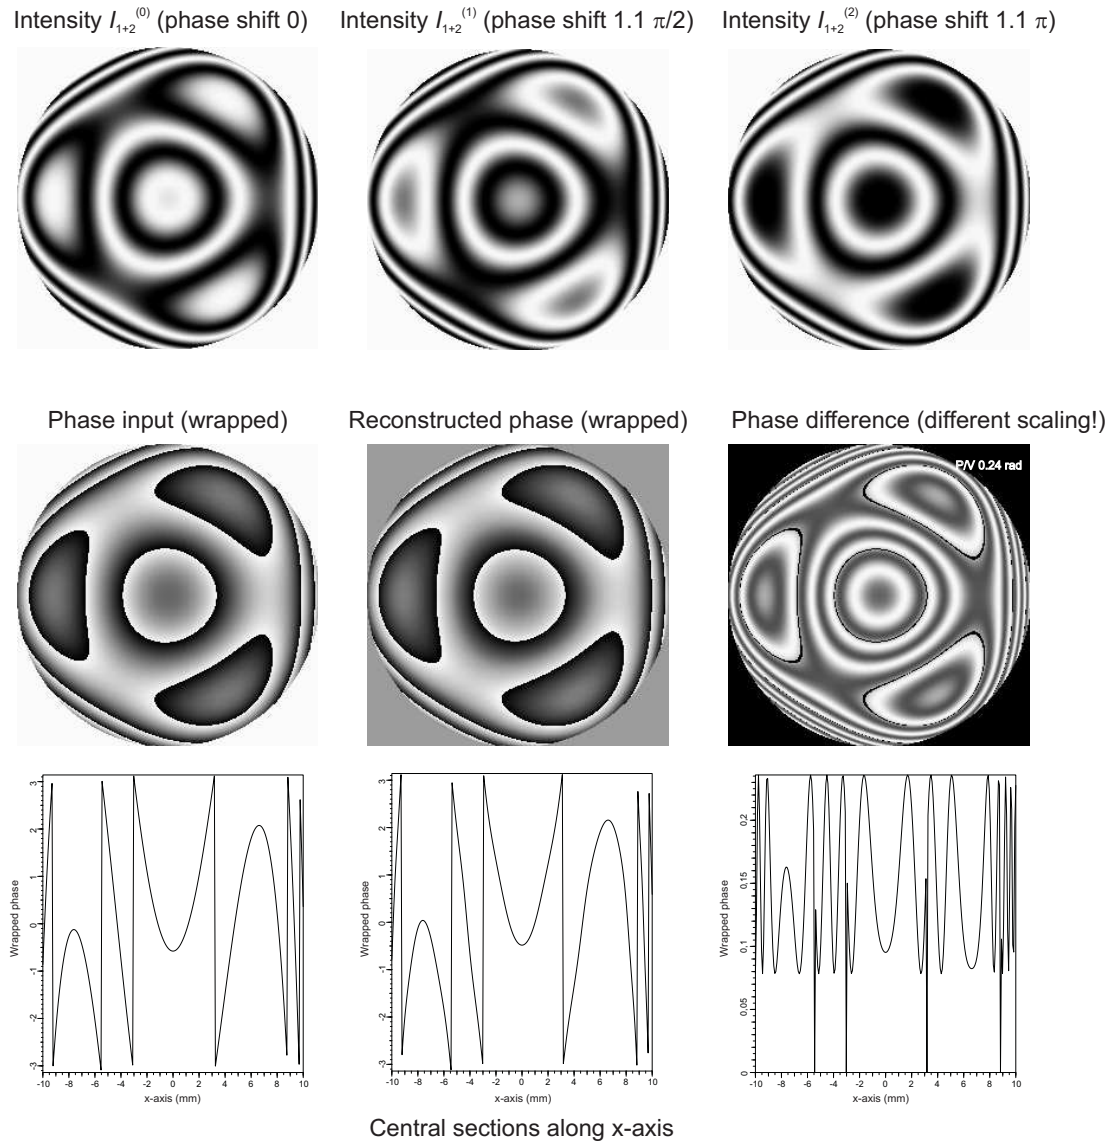 Intensity I₁₊₂⁽⁰⁾ (phase shift 0) Intensity I₁₊₂⁽¹⁾ (phase shift 1.1 π/2) Intensity I₁₊₂⁽²⁾ (phase shift 1.1 π)
Phase input (wrapped) Reconstructed phase (wrapped) Phase difference (different scaling!)
P/V 0.24 rad
Wrapped phase
3
2
1
0
-1
-2
-3
-10 -8 -6 -4 -2 0 2 4 6 8 10
x-axis (mm)
Wrapped phase
3
2
1
0
-1
-2
-3
-10 -8 -6 -4 -2 0 2 4 6 8 10
x-axis (mm)
Wrapped phase
0.2
0.15
0.1
0.05
0
-10 -8 -6 -4 -2 0 2 4 6 8 10
x-axis (mm)
Central sections along x-axis